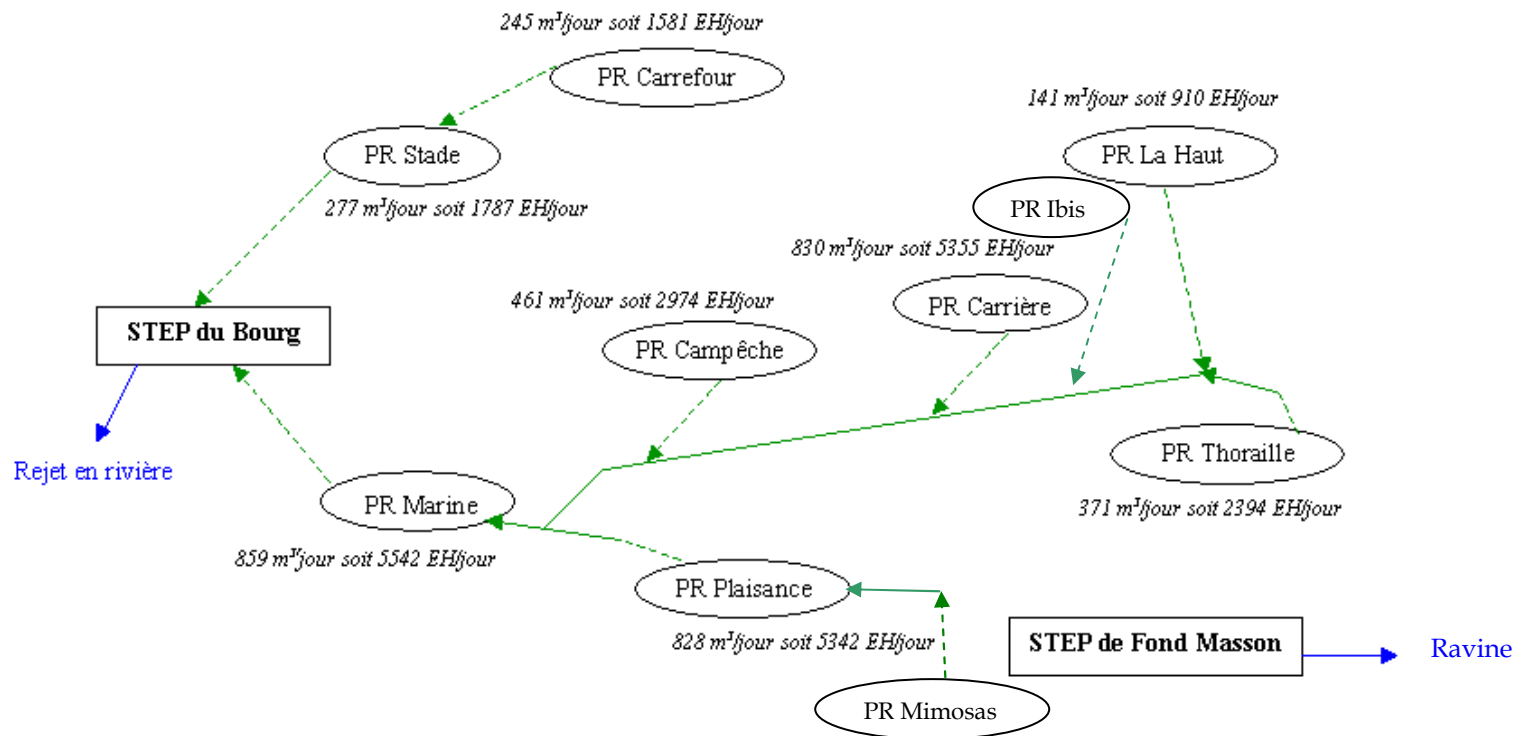 245 m³/jour soit 1581 EH/jour
PR Carrefour
141 m³/jour soit 910 EH/jour
PR Stade
PR La Haut
277 m³/jour soit 1787 EH/jour
PR Ibis
830 m³/jour soit 5355 EH/jour
461 m³/jour soit 2974 EH/jour
PR Carrière
STEP du Bourg
PR Campêche
PR Thoraille
Rejet en rivière
PR Marine
371 m³/jour soit 2394 EH/jour
859 m³/jour soit 5542 EH/jour
PR Plaisance
828 m³/jour soit 5342 EH/jour
STEP de Fond Masson
Ravine
PR Mimosas